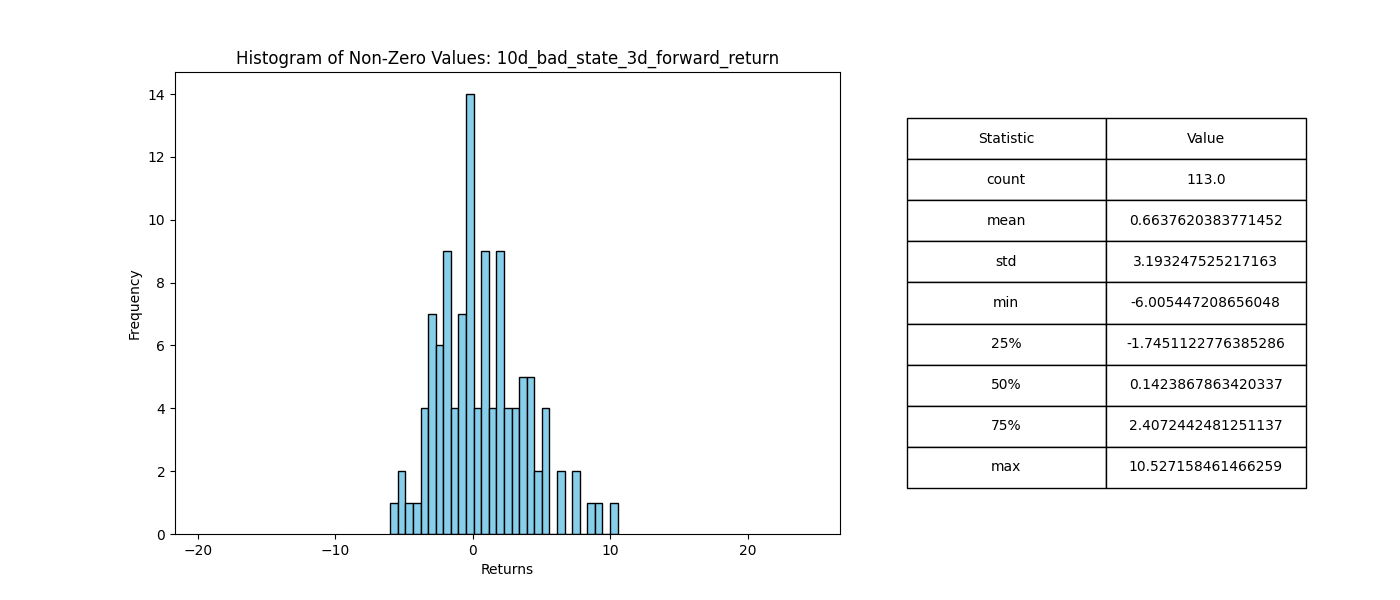 Histogram of Non-Zero Values: 10d_bad_state_3d_forward_return
14
12
10
8
6
4
2
0
Frequency
−20
−10
0
10
20
Returns
Statistic Value
count 113.0
mean 0.6637620383771452
std 3.193247525217163
min -6.005447208656048
25% -1.7451122776385286
50% 0.1423867863420337
75% 2.4072442481251137
max 10.527158461466259